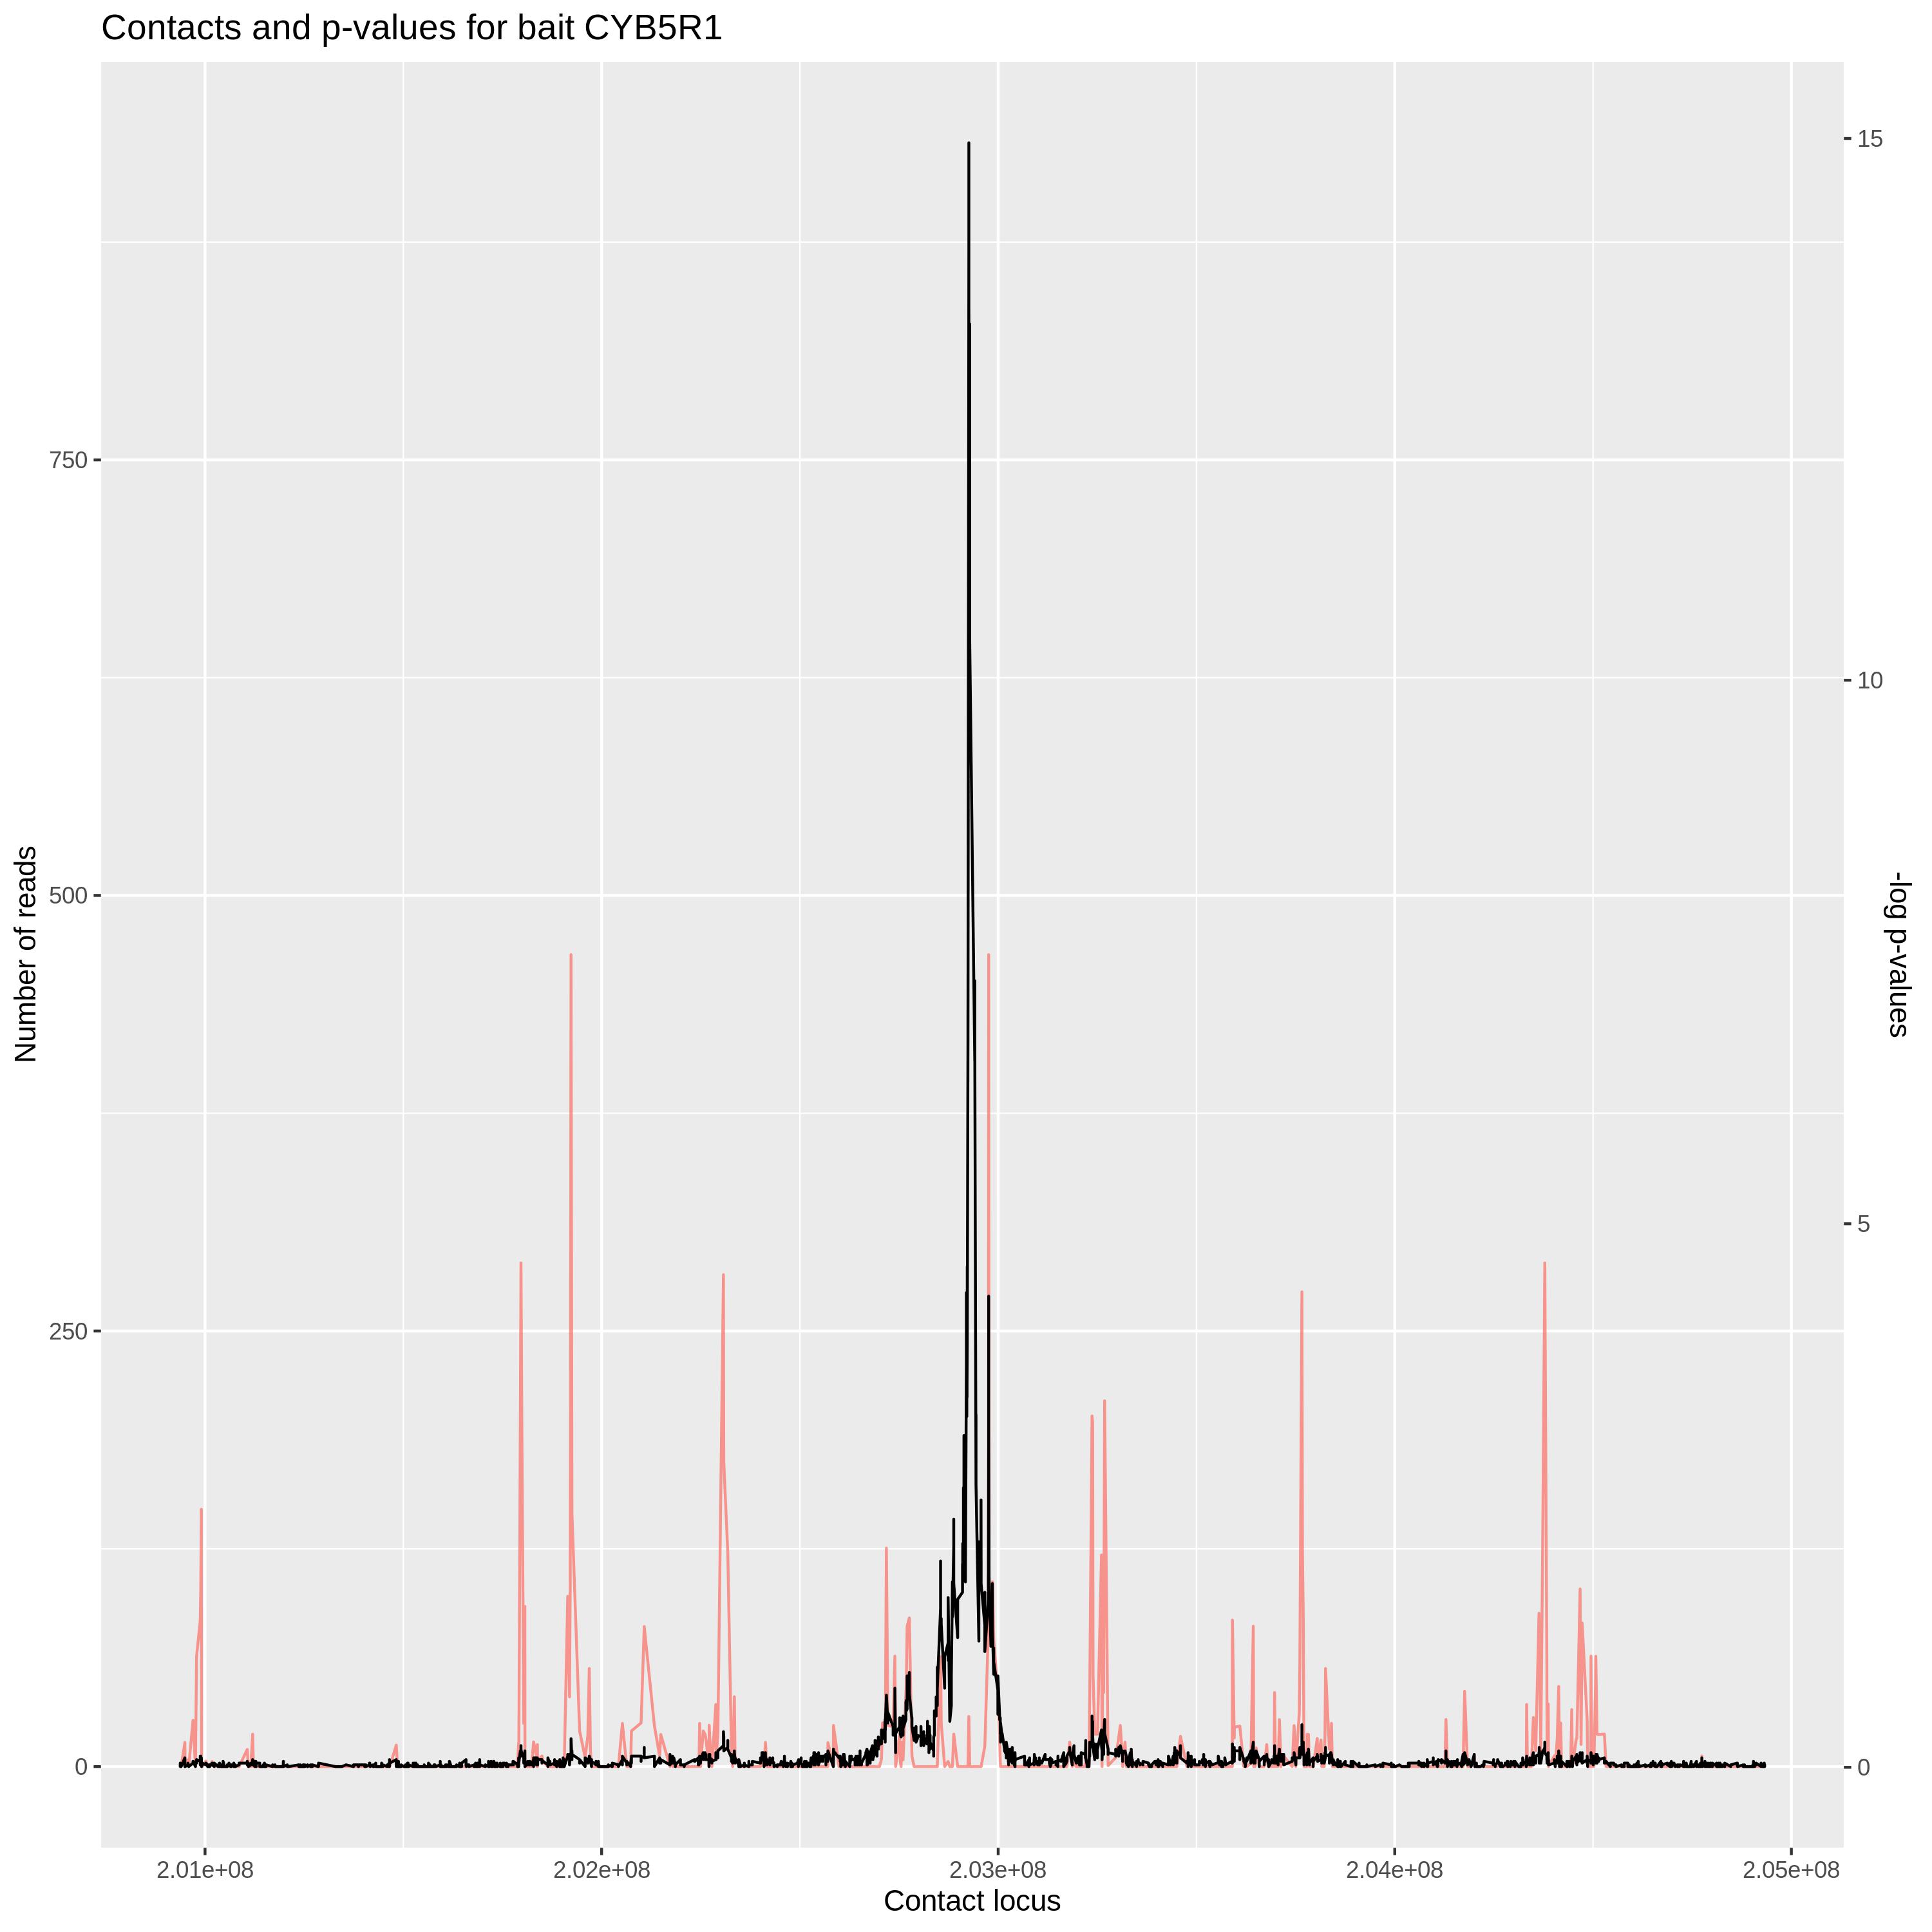 Contacts and p-values for bait CYB5R1
15
750
10
Number of reads
500
-log p-values
5
250
0
0
2.01e+08
2.02e+08
2.03e+08
2.04e+08
2.05e+08
Contact locus